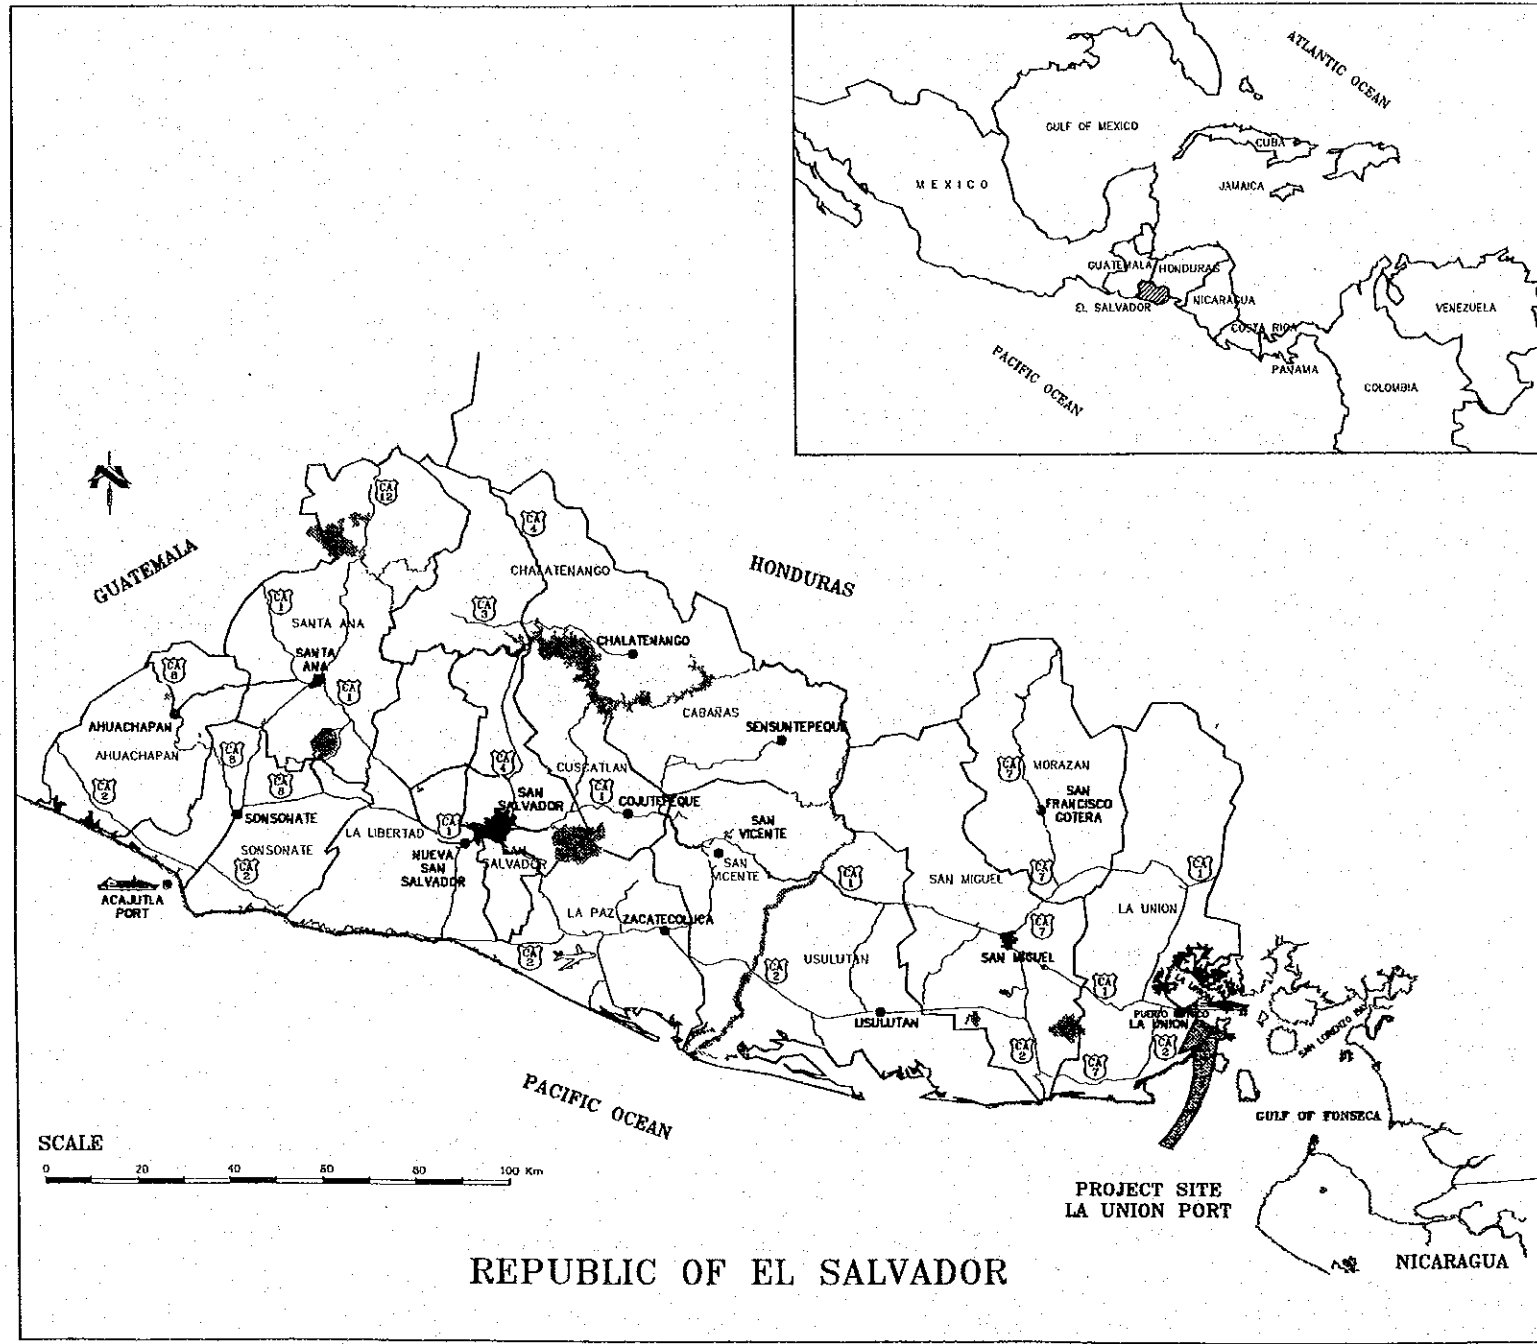 ATLANTIC OCEAN
GULF OF MEXICO
CUBA
MEXICO
JAMAICA
GUATEMALA
HONDURAS
EL SALVADOR
NICARAGUA
COSTA RICA
VENEZUELA
PANAMA
PACIFIC OCEAN
COLOMBIA
N
CA
12
CA
4
GUATEMALA
HONDURAS
CHALATENANGO
CA
1
CA
3
SANTA ANA
CHALATENANGO
SANTA
ANA
CA
8
CA
1
CABAÑAS
AHUACHAPAN
SENSUNTEPEQUE
AHUACHAPAN
CA
8
CA
4
CUSCATLAN
CA
7
MORAZAN
CA
2
CA
8
CA
1
SAN
SALVADOR
COJUTEPEQUE
SAN
FRANCISCO
GOTERA
SONSONATE
LA LIBERTAD
CA
1
SAN
VICENTE
SONSONATE
NUEVA
SAN
SALVADOR
SAN
SALVADOR
SAN
VICENTE
CA
2
CA
1
SAN MIGUEL
CA
7
CA
1
ACAJUTLA
PORT
LA PAZ
ZACATECOLUCA
LA UNION
CA
7
CA
2
CA
2
USULUTAN
SAN MIGUEL
CA
1
USULUTAN
LA UNION
SAN LORENZO BAY
CA
2
CA
7
CA
2
PACIFIC OCEAN
GULF OF FONSECA
SCALE
0 20 40 60 80 100 Km
PROJECT SITE
LA UNION PORT
NICARAGUA
REPUBLIC OF EL SALVADOR